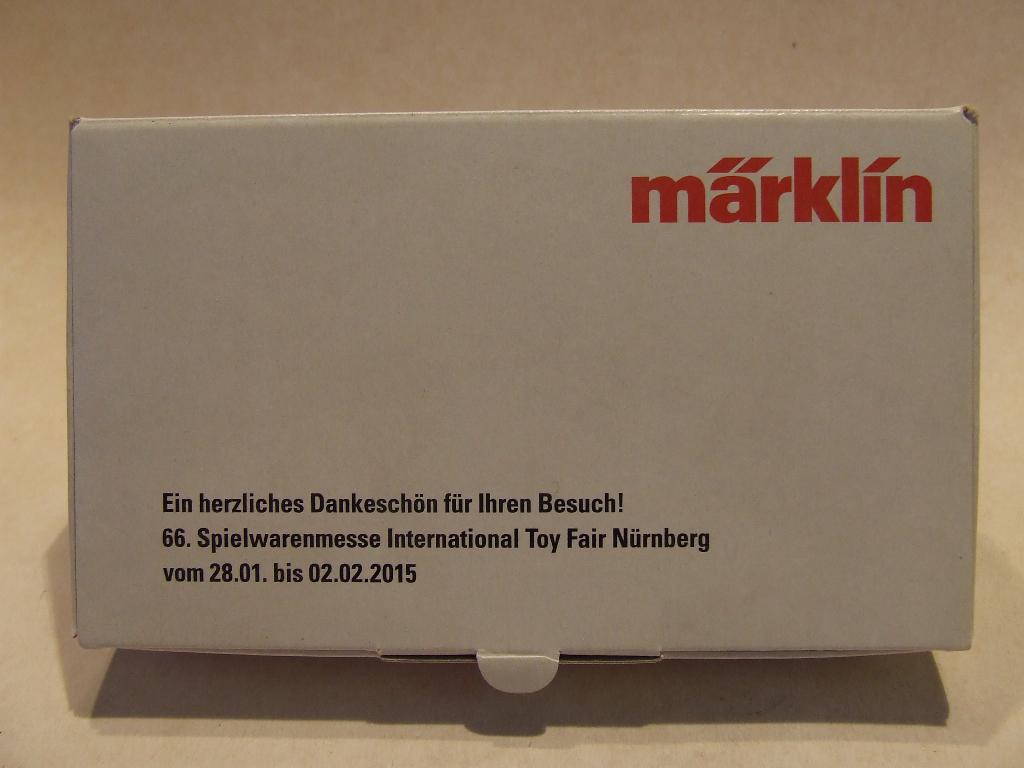 märklín
Ein herzliches Dankeschön für Ihren Besuch!
66. Spielwarenmesse International Toy Fair Nürnberg
vom 28.01. bis 02.02.2015